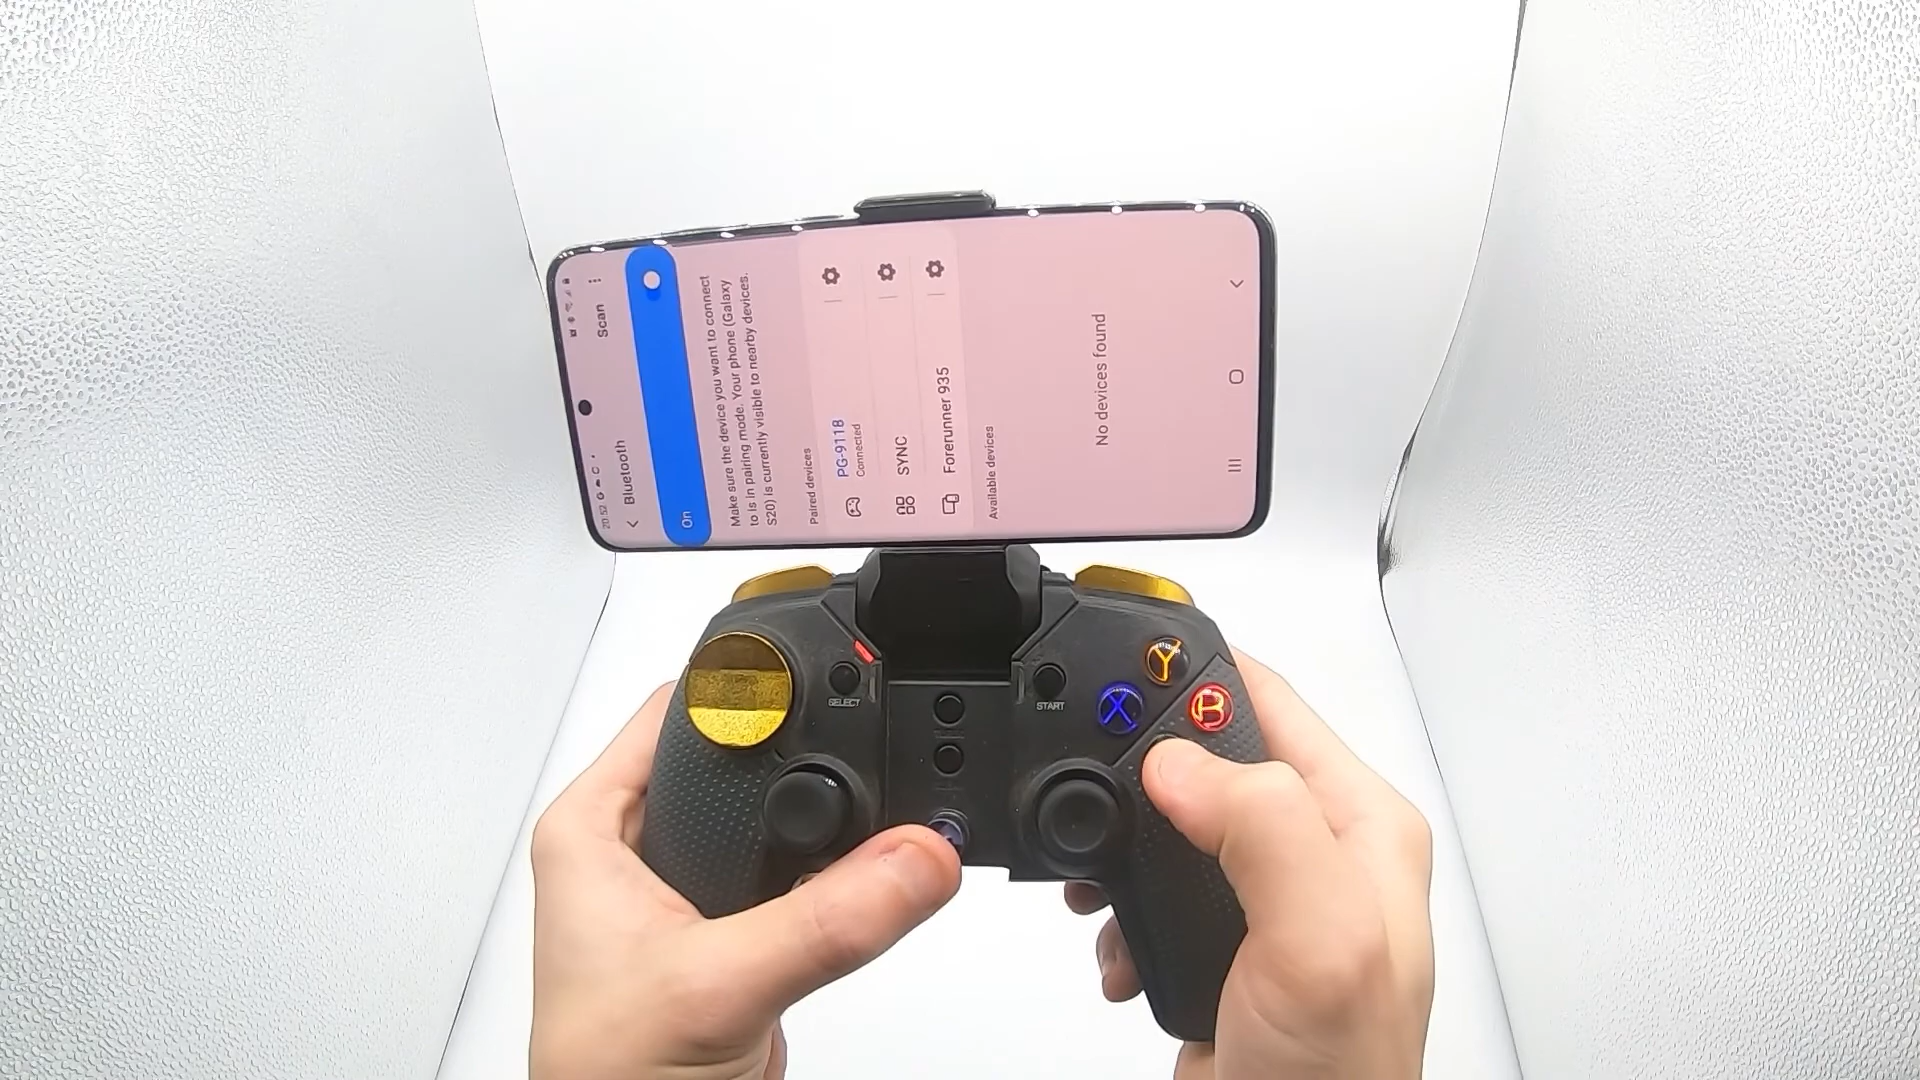 20:52
Bluetooth
Scan
On
Make sure the device you want to connect
to is in pairing mode. Your phone (Galaxy
S20) is currently visible to nearby devices.
Paired devices
PG-9118
Connected
SYNC
Forerunner 935
Available devices
No devices found
SELECT
START
Y
X
B